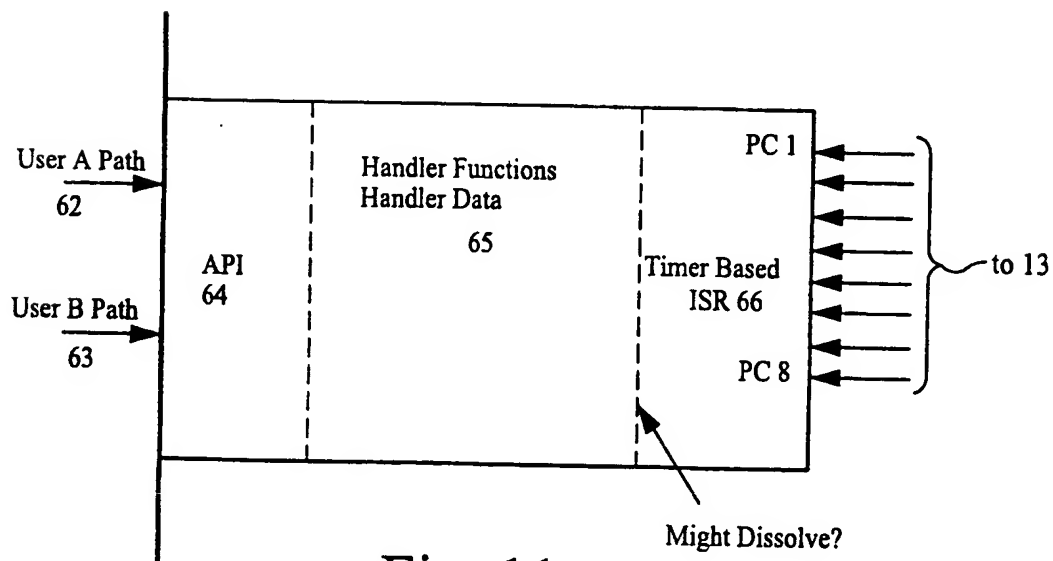 User A Path
62
User B Path
63
API
64
Handler Functions
Handler Data
65
PC 1
Timer Based
ISR 66
PC 8
to 13
Might Dissolve?